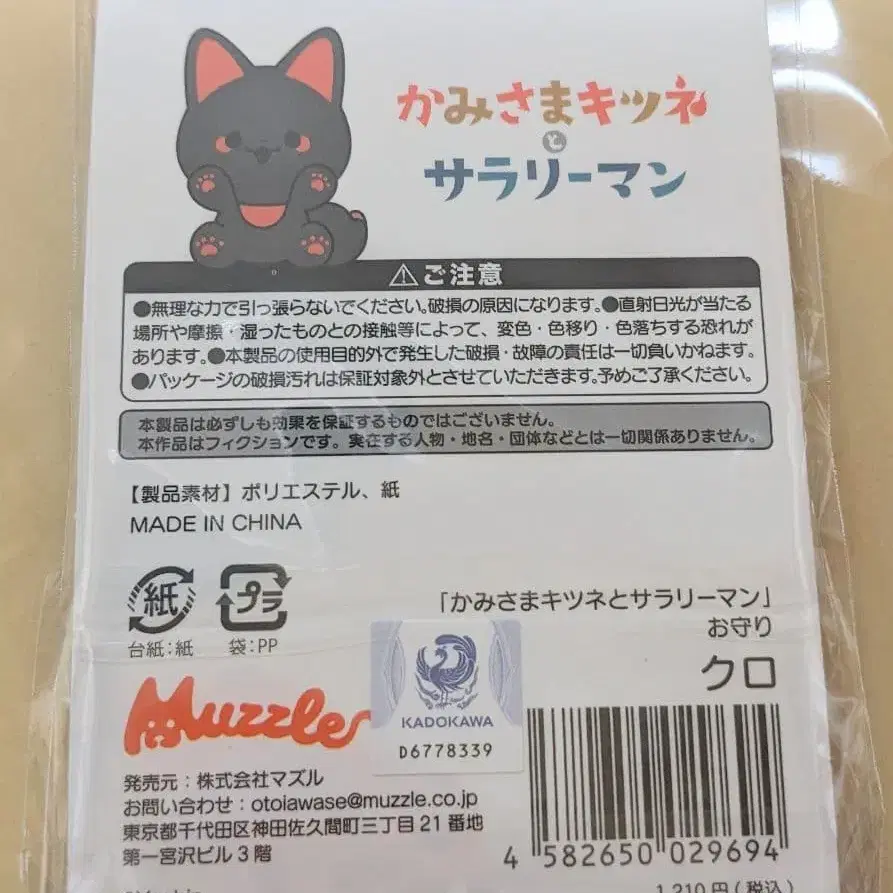 かみさまキツネ
と
サラリーマン
ご注意
●無理な力で引っ張らないでください。破損の原因になります。●直射日光が当たる
場所や摩擦・湿ったものとの接触等によって、変色・色移り・色落ちする恐れが
あります。●本製品の使用目的外で発生した破損・故障の責任は一切負いかねます。
●パッケージの破損汚れは保証対象外とさせていただきます。予めご了承ください。
本製品は必ずしも効果を保証するものではございません。
本作品はフィクションです。実在する人物・地名・団体などとは一切関係ありません。
【製品素材】ポリエステル、紙
MADE IN CHINA
紙
プラ
台紙:紙
袋:PP
「かみさまキツネとサラリーマン」
お守り
クロ
Muzzle
KADOKAWA
D6778339
発売元:株式会社マズル
お問い合わせ:otoiawase@muzzle.co.jp
東京都千代田区神田佐久間町三丁目21番地
第一宮沢ビル3階
4 582650 029694
1,210円(税込)